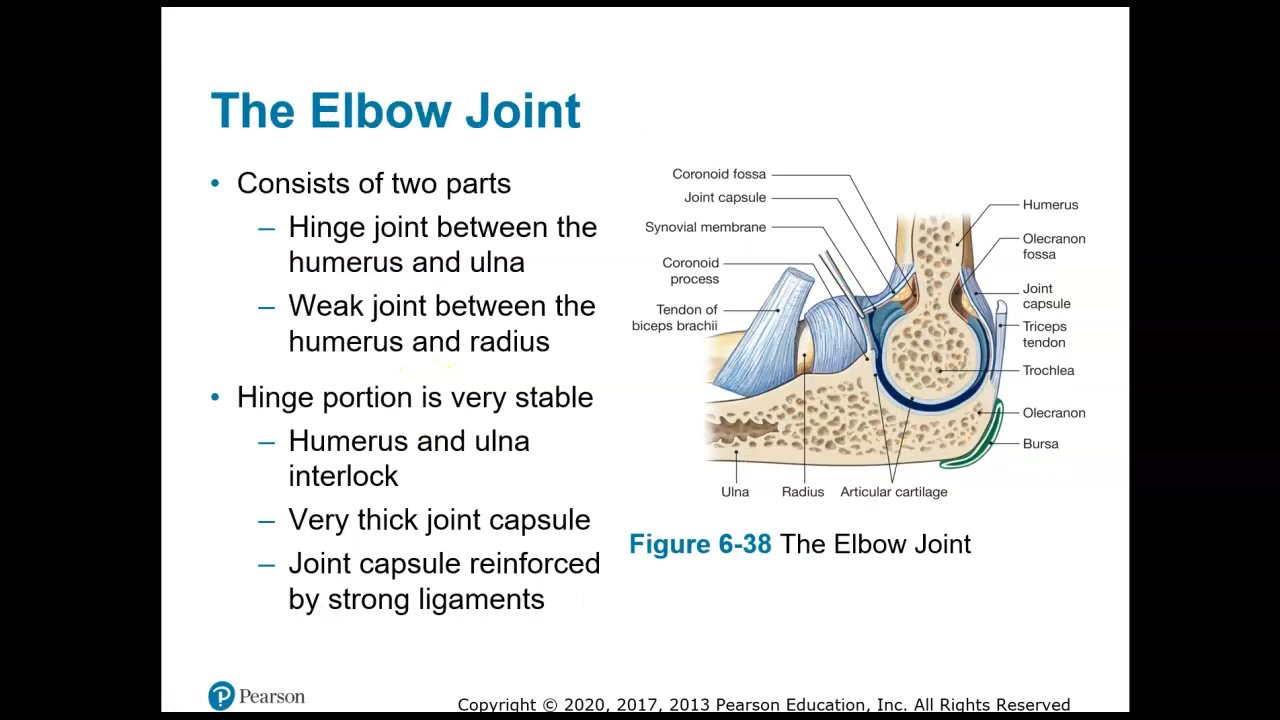 The Elbow Joint
• Consists of two parts
– Hinge joint between the
humerus and ulna
– Weak joint between the
humerus and radius
• Hinge portion is very stable
– Humerus and ulna
interlock
– Very thick joint capsule
– Joint capsule reinforced
by strong ligaments
Coronoid fossa
Joint capsule
Synovial membrane
Coronoid
process
Tendon of
biceps brachii
Humerus
Olecranon
fossa
Joint
capsule
Triceps
tendon
Trochlea
Olecranon
Bursa
Ulna
Radius
Articular cartilage
Figure 6-38 The Elbow Joint
P Pearson
Copyright © 2020, 2017, 2013 Pearson Education, Inc. All Rights Reserved